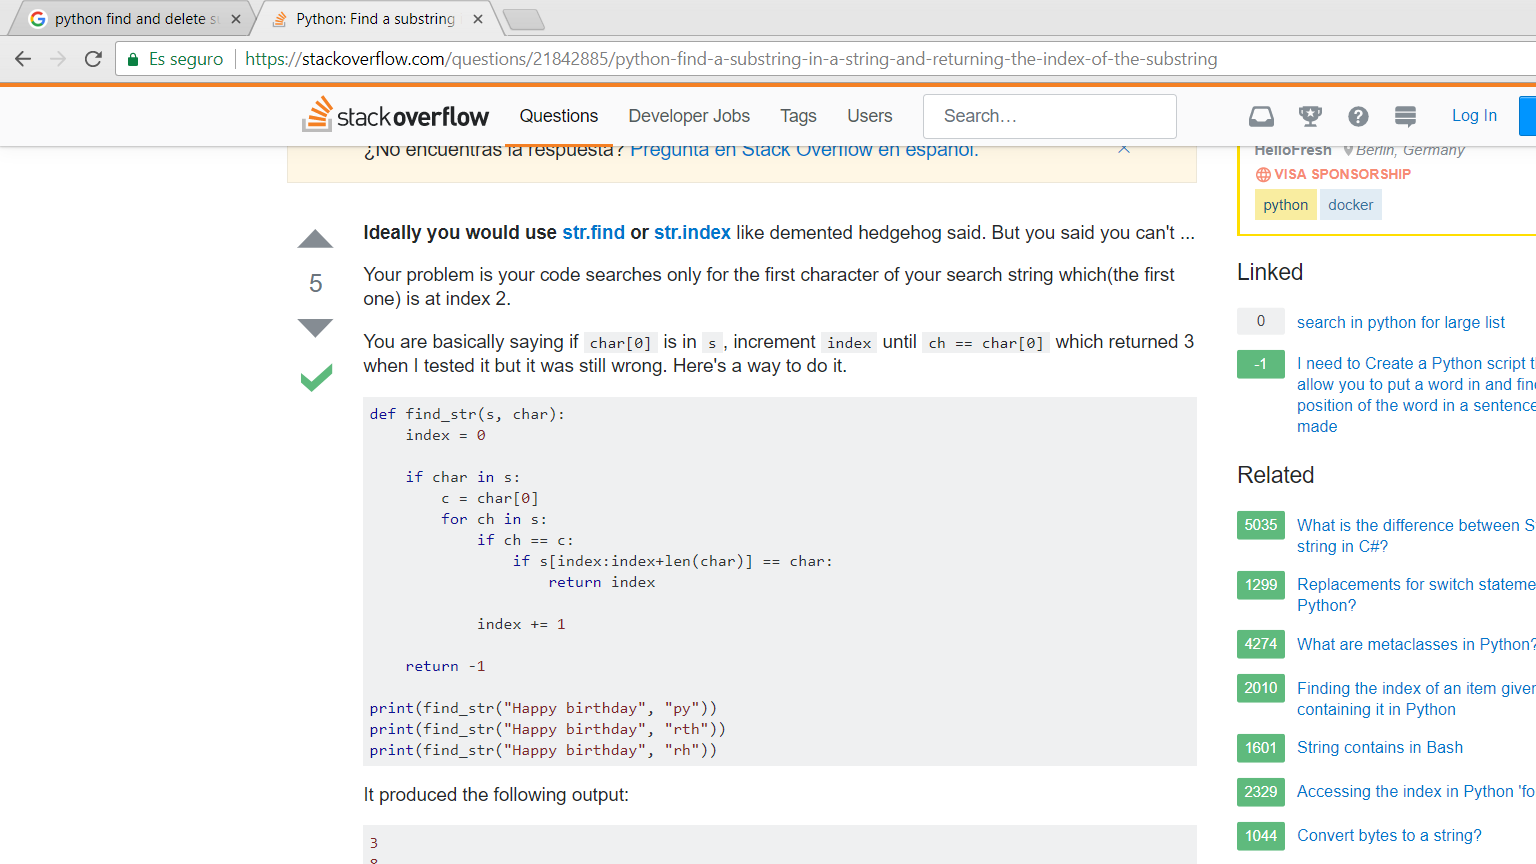 python find and delete s
Python: Find a substring
Es seguro
https://stackoverflow.com/questions/21842885/python-find-a-substring-in-a-string-and-returning-the-index-of-the-substring
stackoverflow
Questions
Developer Jobs
Tags
Users
Search...
Log In
¿No encuentras la respuesta? Pregunta en Stack Overflow en español.
HelloFresh Berlin, Germany
VISA SPONSORSHIP
python docker
5
Ideally you would use str.find or str.index like demented hedgehog said. But you said you can't ...
Your problem is your code searches only for the first character of your search string which(the first
one) is at index 2.
You are basically saying if char[0] is in s , increment index until ch == char[0] which returned 3
when I tested it but it was still wrong. Here's a way to do it.
def find_str(s, char):
    index = 0
    if char in s:
        c = char[0]
        for ch in s:
            if ch == c:
                if s[index:index+len(char)] == char:
                    return index
            index += 1
    return -1
print(find_str("Happy birthday", "py"))
print(find_str("Happy birthday", "rth"))
print(find_str("Happy birthday", "rh"))
It produced the following output:
3
8
Linked
0 search in python for large list
-1 I need to Create a Python script t
allow you to put a word in and fin
position of the word in a sentence
made
Related
5035 What is the difference between S
string in C#?
1299 Replacements for switch stateme
Python?
4274 What are metaclasses in Python?
2010 Finding the index of an item given
containing it in Python
1601 String contains in Bash
2329 Accessing the index in Python 'fo
1044 Convert bytes to a string?